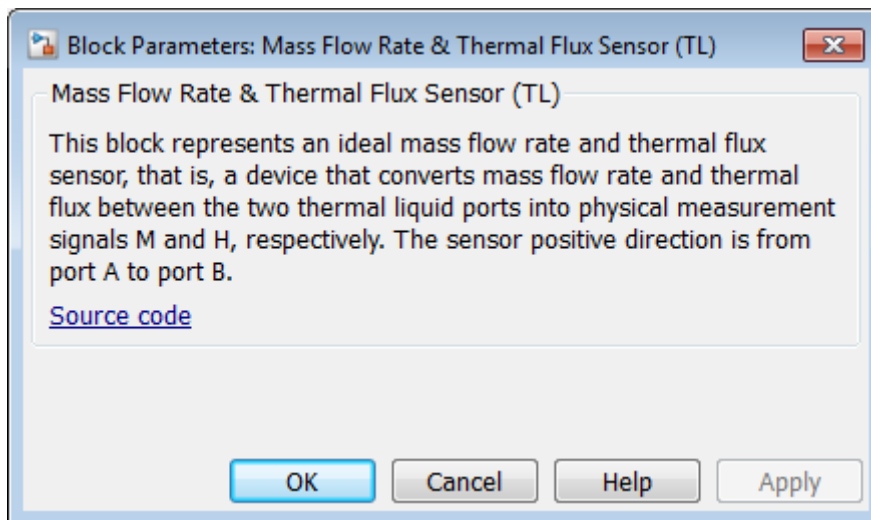 Block Parameters: Mass Flow Rate & Thermal Flux Sensor (TL)
Mass Flow Rate & Thermal Flux Sensor (TL)
This block represents an ideal mass flow rate and thermal flux
sensor, that is, a device that converts mass flow rate and thermal
flux between the two thermal liquid ports into physical measurement
signals M and H, respectively. The sensor positive direction is from
port A to port B.
Source code
OK Cancel Help Apply